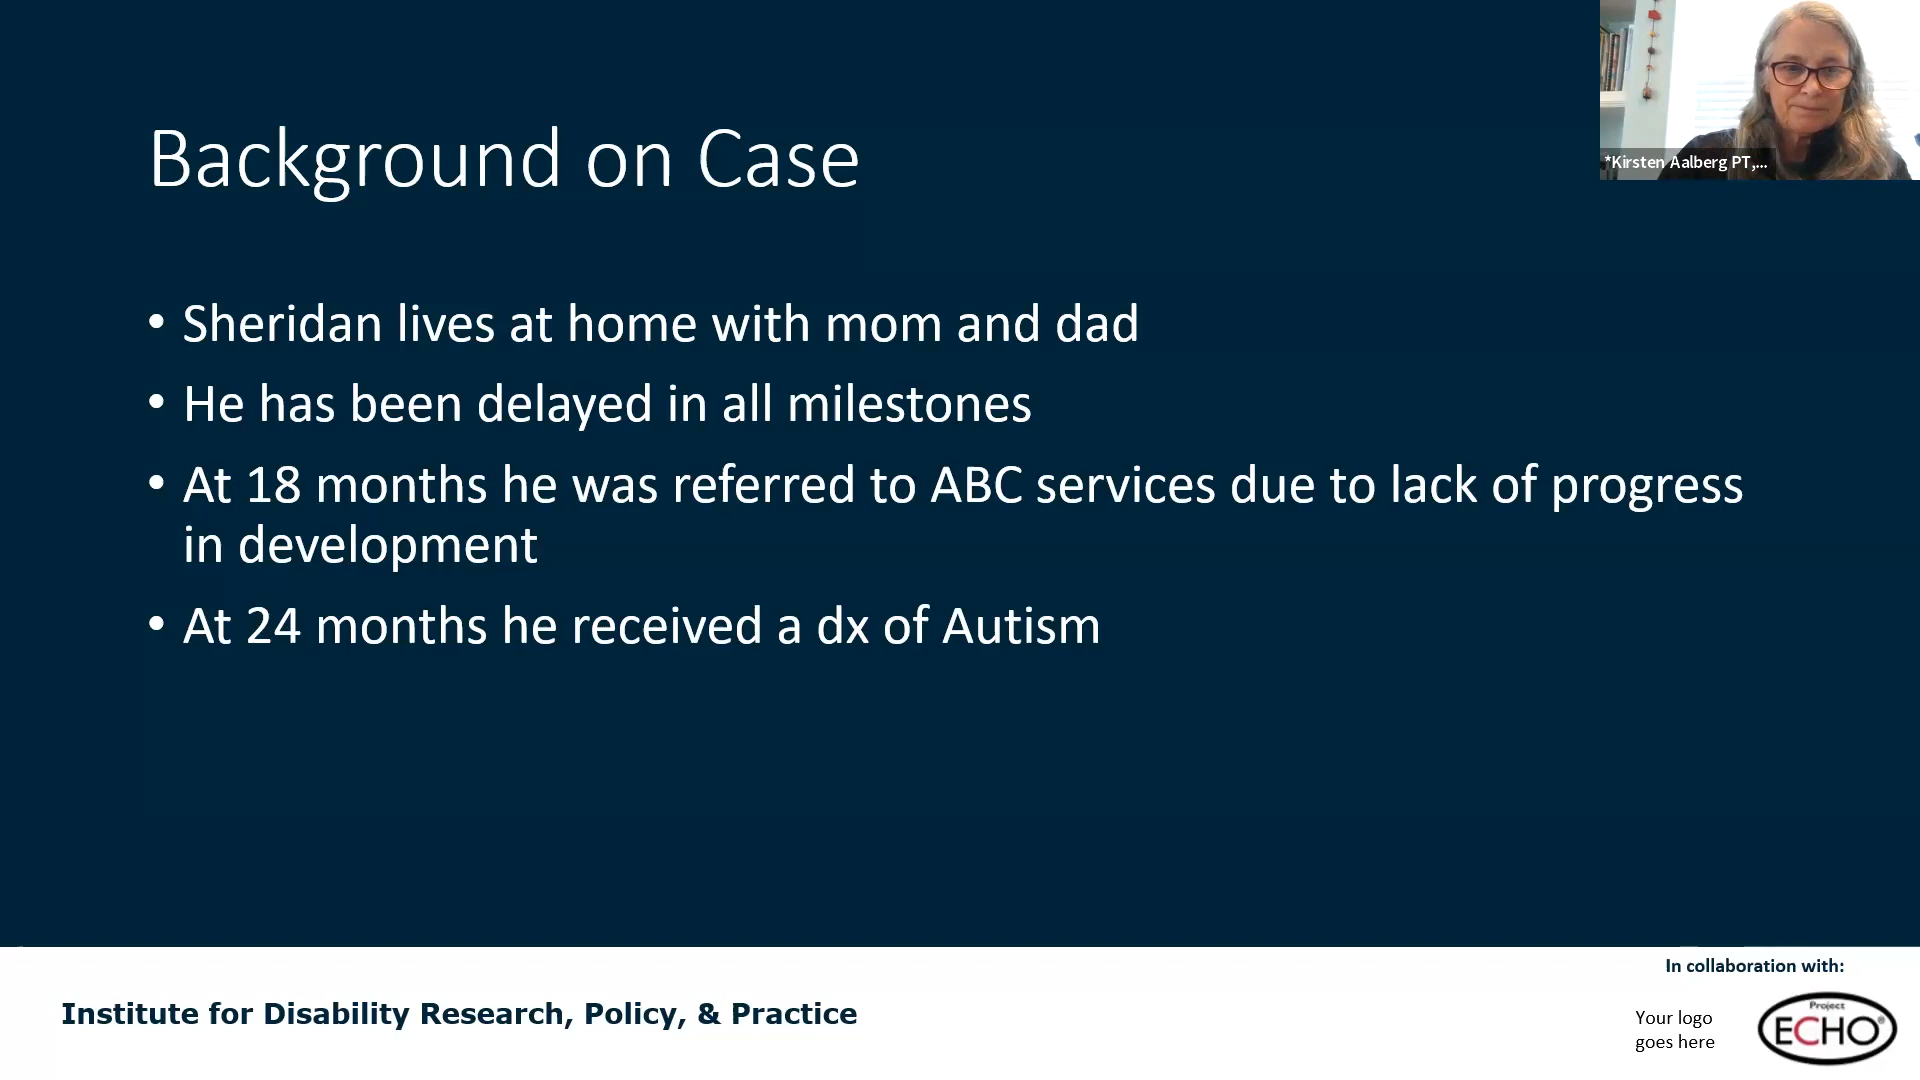 Background on Case
*Kirsten Aalberg PT,...
• Sheridan lives at home with mom and dad
• He has been delayed in all milestones
• At 18 months he was referred to ABC services due to lack of progress
in development
• At 24 months he received a dx of Autism
In collaboration with:
Institute for Disability Research, Policy, & Practice
Your logo
goes here
Project
ECHO®